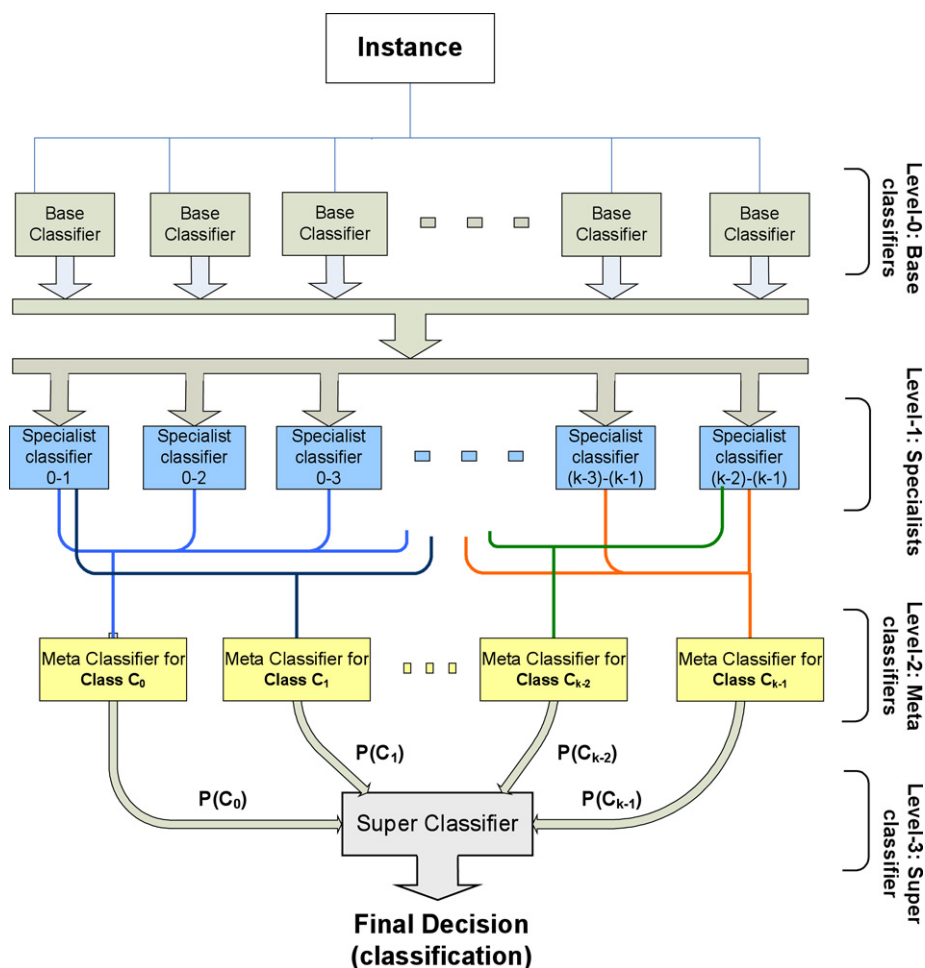 Instance
Base
Classifier
Base
Classifier
Base
Classifier
Base
Classifier
Base
Classifier
Level-0: Base
classifiers
Specialist
classifier
0-1
Specialist
classifier
0-2
Specialist
classifier
0-3
Specialist
classifier
(k-3)-(k-1)
Specialist
classifier
(k-2)-(k-1)
Level-1: Specialists
Meta Classifier for
Class C₀
Meta Classifier for
Class C₁
Meta Classifier for
Class Cₖ₋₂
Meta Classifier for
Class Cₖ₋₁
Level-2: Meta
classifiers
P(C₀)
P(C₁)
P(Cₖ₋₂)
P(Cₖ₋₁)
Super Classifier
Level-3: Super
classifier
Final Decision
(classification)